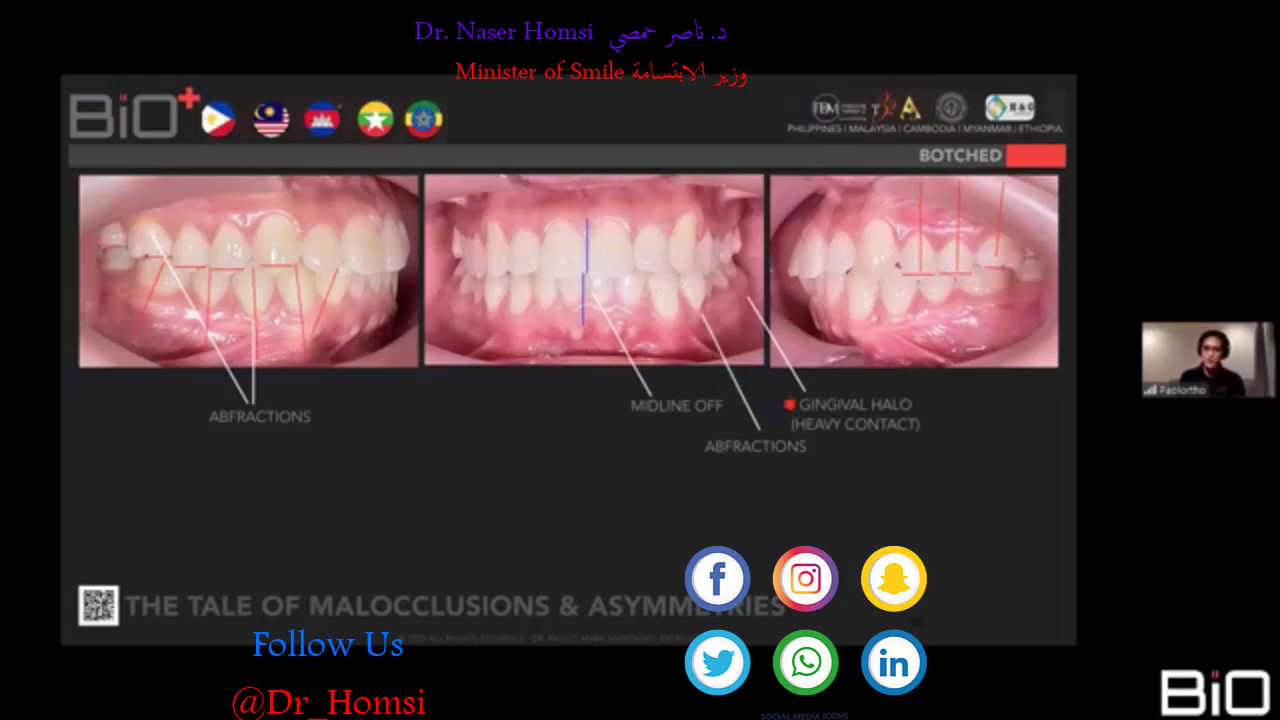 Dr. Naser Homsi د. ناصر حمصي
Minister of Smile وزير الابتسامة
BiO+
PHILIPPINES | MALAYSIA | CAMBODIA | MYANMAR | ETHIOPIA
BOTCHED
ABFRACTIONS
MIDLINE OFF
GINGIVAL HALO
(HEAVY CONTACT)
ABFRACTIONS
Paolortho
THE TALE OF MALOCCLUSIONS & ASYMMETRIES
Follow Us
@Dr_Homsi
SOCIAL MEDIA ICONS
BiO